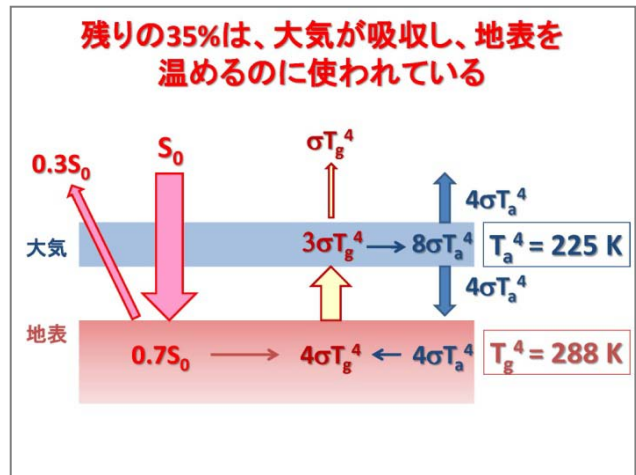 残りの35%は、大気が吸収し、地表を
温めるのに使われている
0.3S₀
S₀
σT_g⁴
4σT_a⁴
大気
3σT_g⁴
8σT_a⁴
T_a⁴ = 225 K
4σT_a⁴
地表
0.7S₀
4σT_g⁴
4σT_a⁴
T_g⁴ = 288 K